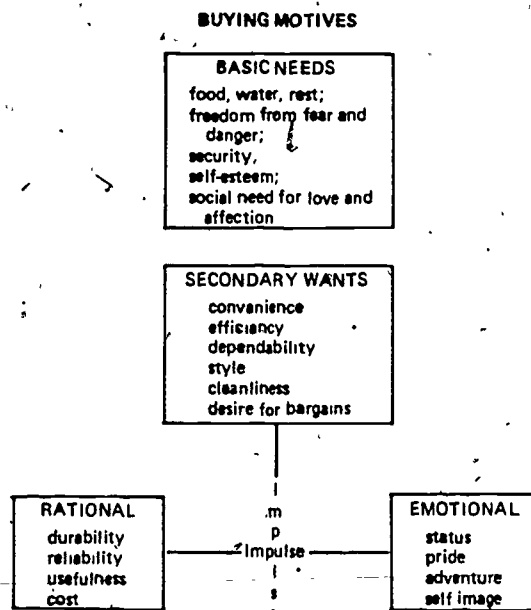 BUYING MOTIVES
BASIC NEEDS
food, water, rest;
freedom from fear and
danger;
security,
self-esteem;
social need for love and
affection
SECONDARY WANTS
convenience
efficiancy
dependability
style
cleanliness
desire for bargains
RATIONAL
durability
reliability
usefulness
cost
I
m
p
Impulse
l
s
EMOTIONAL
status
pride
adventure
self image